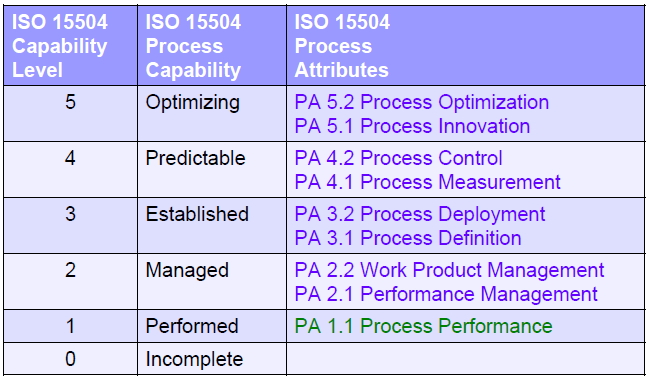 ISO 15504 Capability Level
ISO 15504 Process Capability
ISO 15504 Process Attributes
5
Optimizing
PA 5.2 Process Optimization
PA 5.1 Process Innovation
4
Predictable
PA 4.2 Process Control
PA 4.1 Process Measurement
3
Established
PA 3.2 Process Deployment
PA 3.1 Process Definition
2
Managed
PA 2.2 Work Product Management
PA 2.1 Performance Management
1
Performed
PA 1.1 Process Performance
0
Incomplete